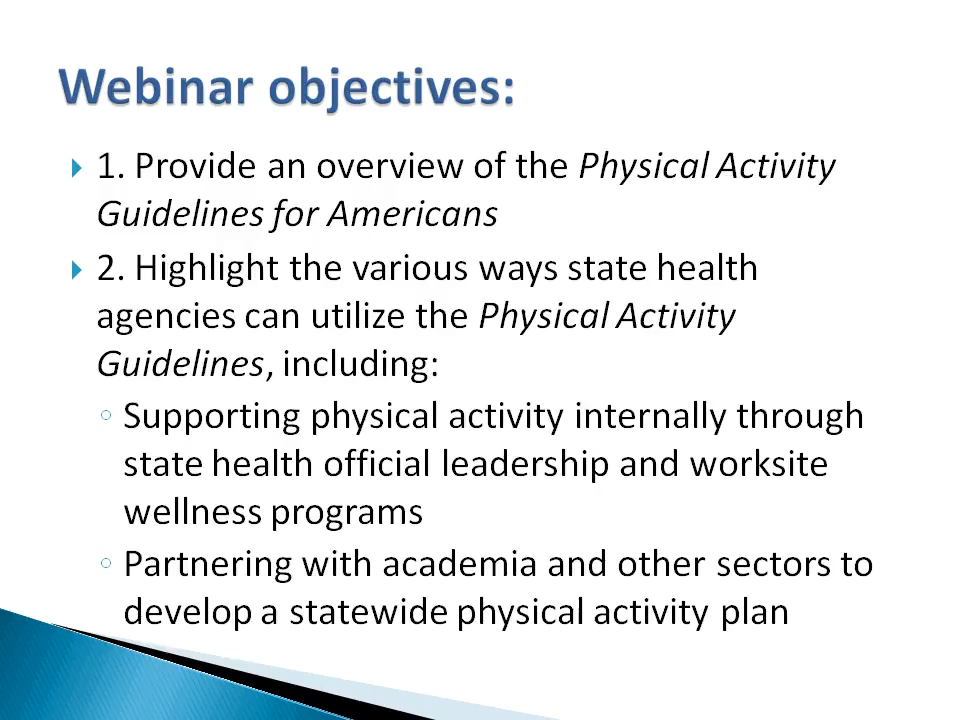 Webinar objectives:
1. Provide an overview of the Physical Activity
Guidelines for Americans
2. Highlight the various ways state health
agencies can utilize the Physical Activity
Guidelines, including:
Supporting physical activity internally through
state health official leadership and worksite
wellness programs
Partnering with academia and other sectors to
develop a statewide physical activity plan